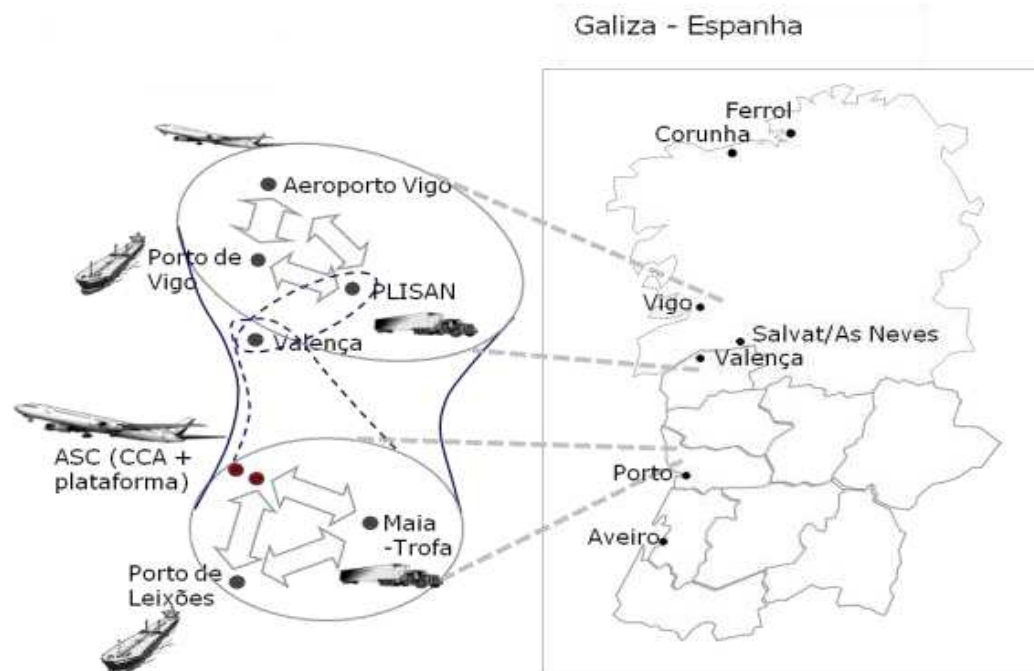 Galiza - Espanha
Ferrol
Corunha
Aeroporto Vigo
Porto de
Vigo
PLISAN
Valença
Vigo
Salvat/As Neves
Valença
ASC (CCA +
plataforma)
Maia
-Trofa
Porto de
Leixões
Porto
Aveiro